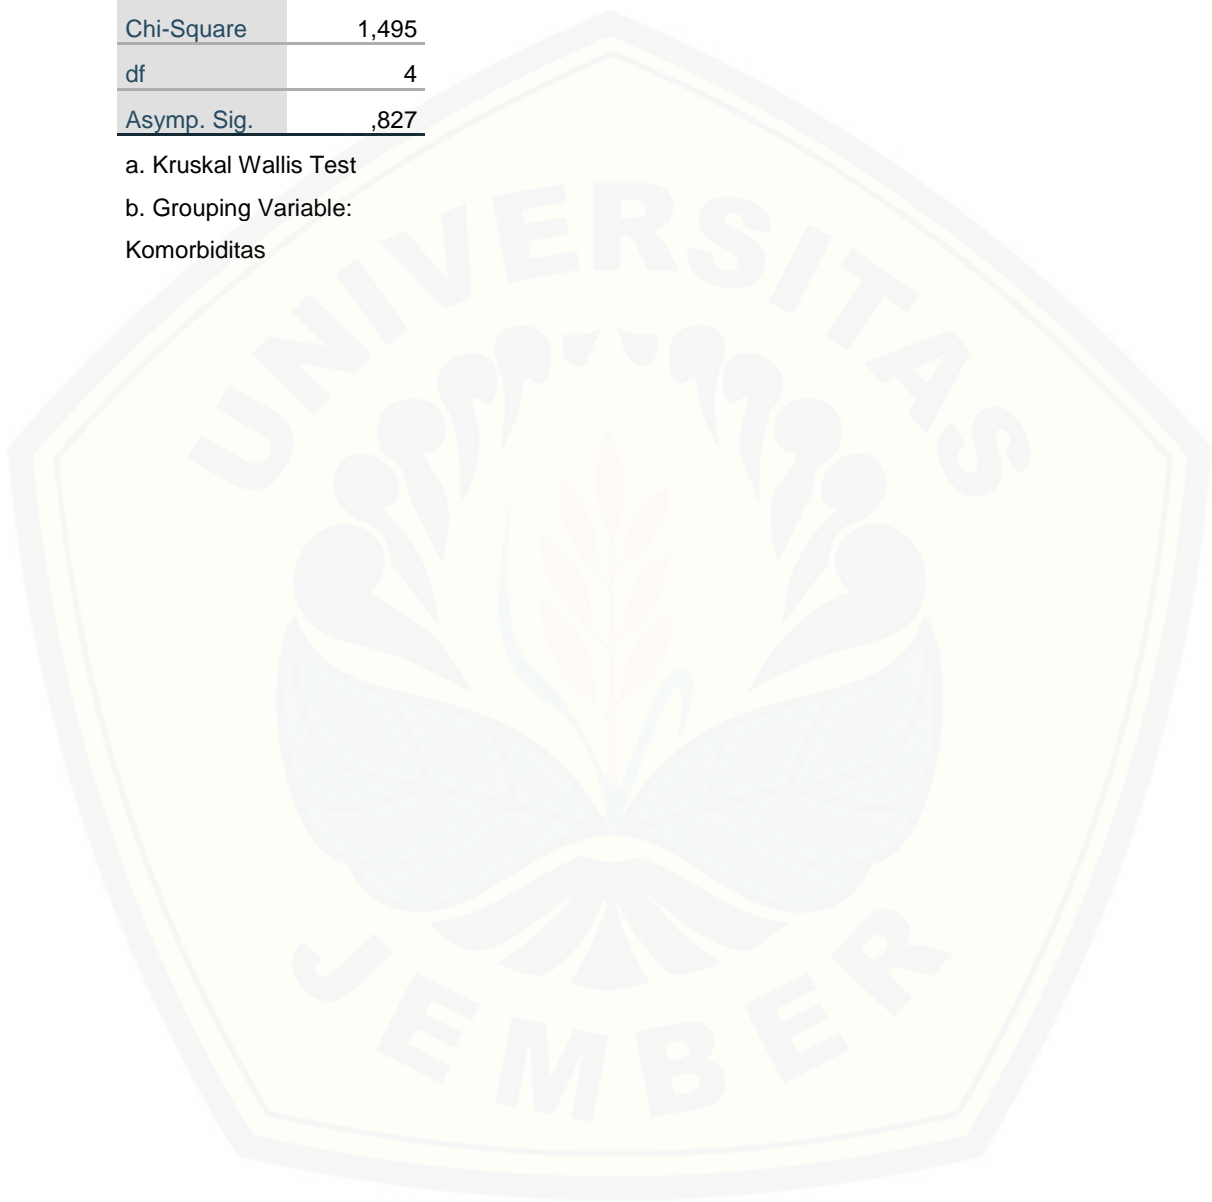 Chi-Square 1,495
df 4
Asymp. Sig. ,827
a. Kruskal Wallis Test
b. Grouping Variable:
Komorbiditas
UNIVERSITAS
JEMBER